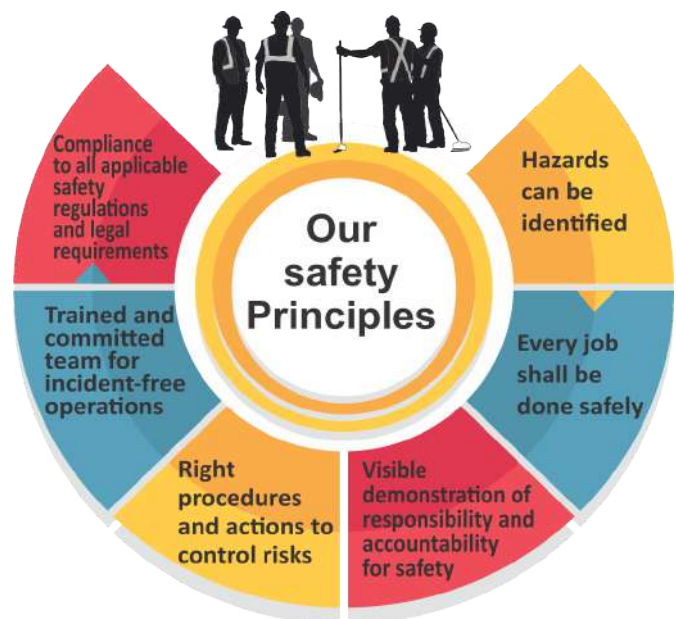 Our
safety
Principles
Hazards
can be
identified
Every job
shall be
done safely
Visible
demonstration of
responsibility and
accountability
for safety
Right
procedures
and actions to
control risks
Trained and
committed
team for
incident-free
operations
Compliance
to all applicable
safety
regulations
and legal
requirements